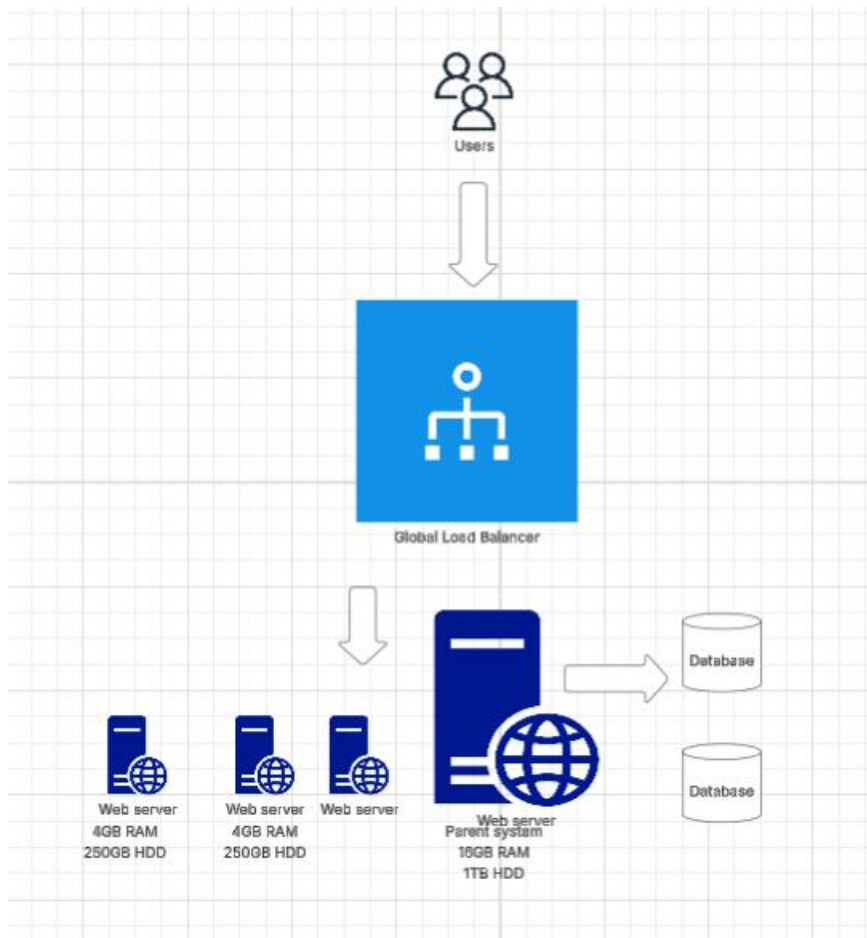 Users
Global Load Balancer
Database
Database
Web server
4GB RAM
250GB HDD
Web server
4GB RAM
250GB HDD
Web server
Web server
Parent system
16GB RAM
1TB HDD